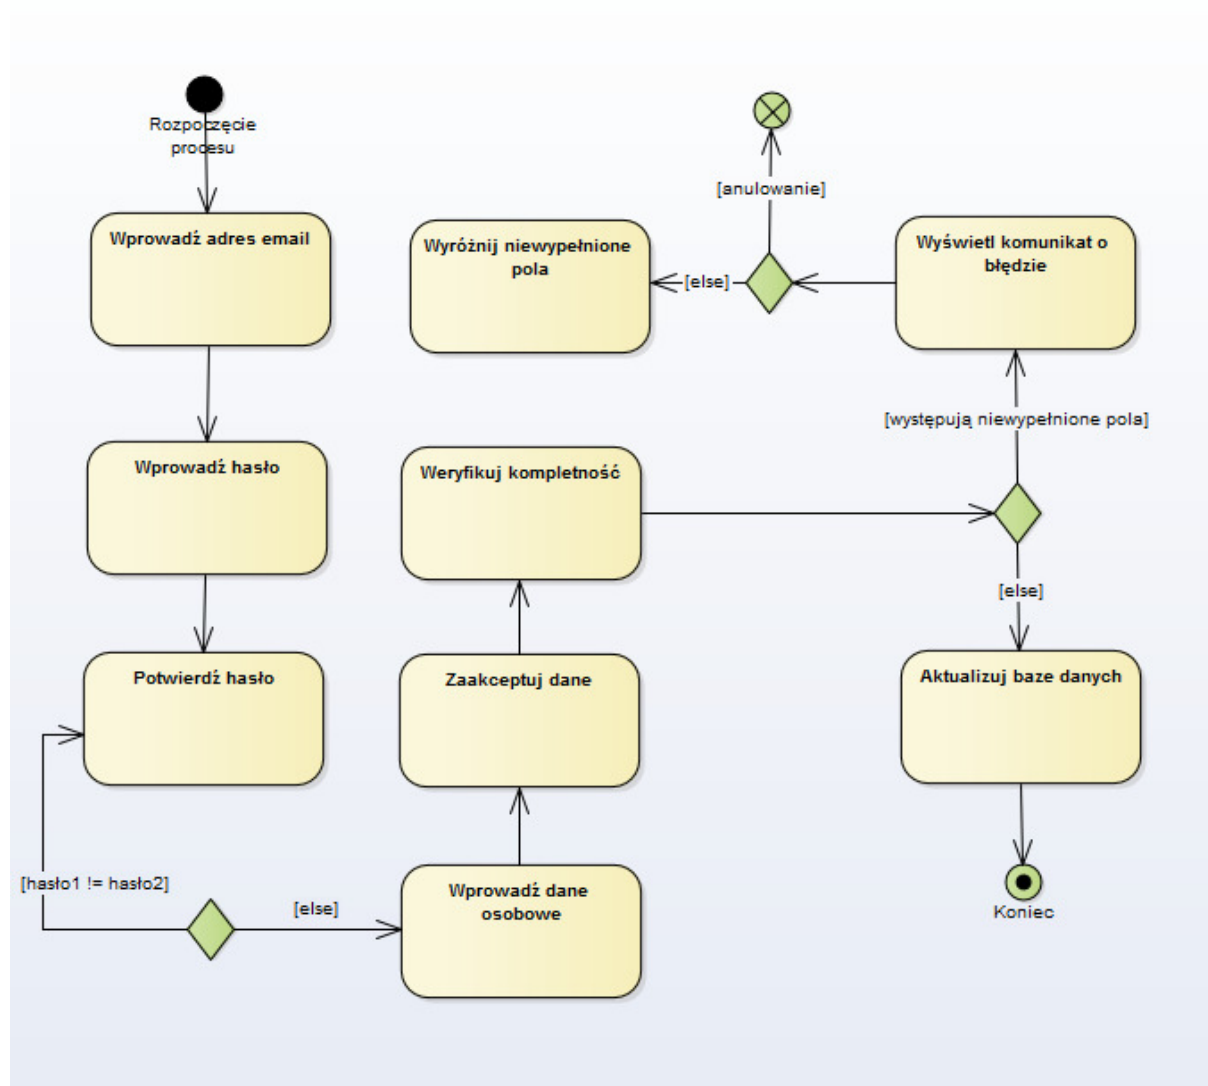 Rozpoczęcie
procesu
Wprowadź adres email
Wprowadź hasło
Potwierdź hasło
[hasło1 != hasło2]
[else]
Wprowadź dane
osobowe
Zaakceptuj dane
Weryfikuj kompletność
[występują niewypełnione pola]
[else]
Wyświetl komunikat o
błędzie
[anulowanie]
[else]
Wyróżnij niewypełnione
pola
Aktualizuj baze danych
Koniec